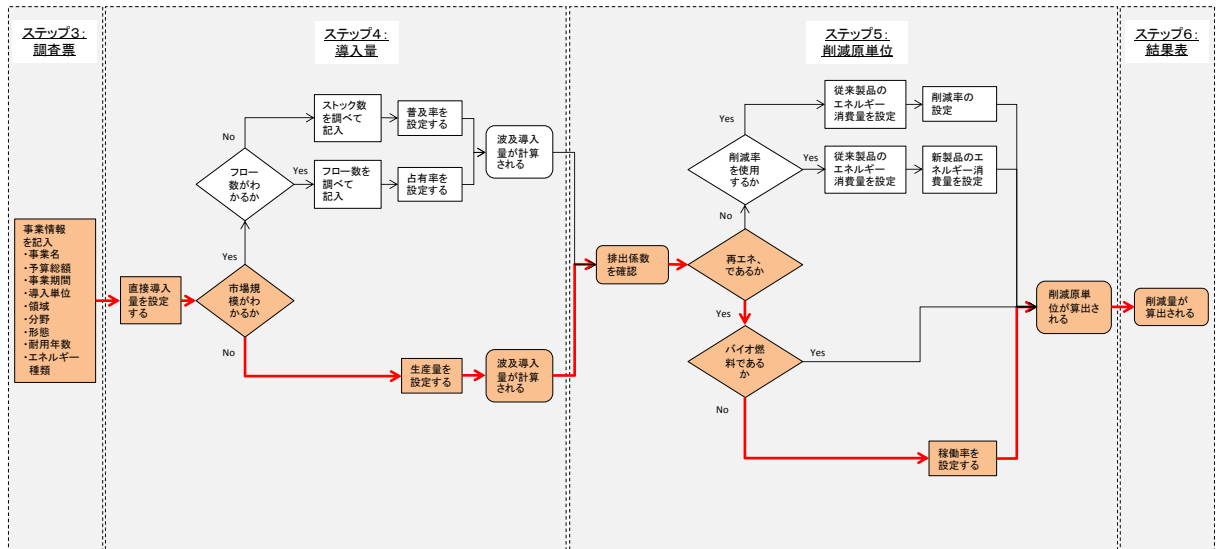 ステップ3:
調査票
ステップ4:
導入量
ステップ5:
削減原単位
ステップ6:
結果表
事業情報
を記入
・事業名
・予算総額
・事業期間
・導入単位
・領域
・分野
・形態
・耐用年数
・エネルギー
種類
直接導入
量を設定
する
市場規
模がわ
かるか
Yes
No
フロー
数がわ
かるか
No
Yes
ストック数
を調べて
記入
普及率を
設定する
フロー数を
調べて
記入
占有率を
設定する
波及導入
量が計算
される
生産量を
設定する
波及導入
量が計算
される
排出係数
を確認
再エネ、
であるか
No
Yes
削減率
を使用
するか
Yes
Yes
従来製品の
エネルギー
消費量を設定
削減率の
設定
従来製品の
エネルギー
消費量を設定
新製品のエ
ネルギー消
費量を設定
バイオ燃
料である
か
Yes
No
稼働率を
設定する
削減原単
位が算出さ
れる
削減量が
算出される